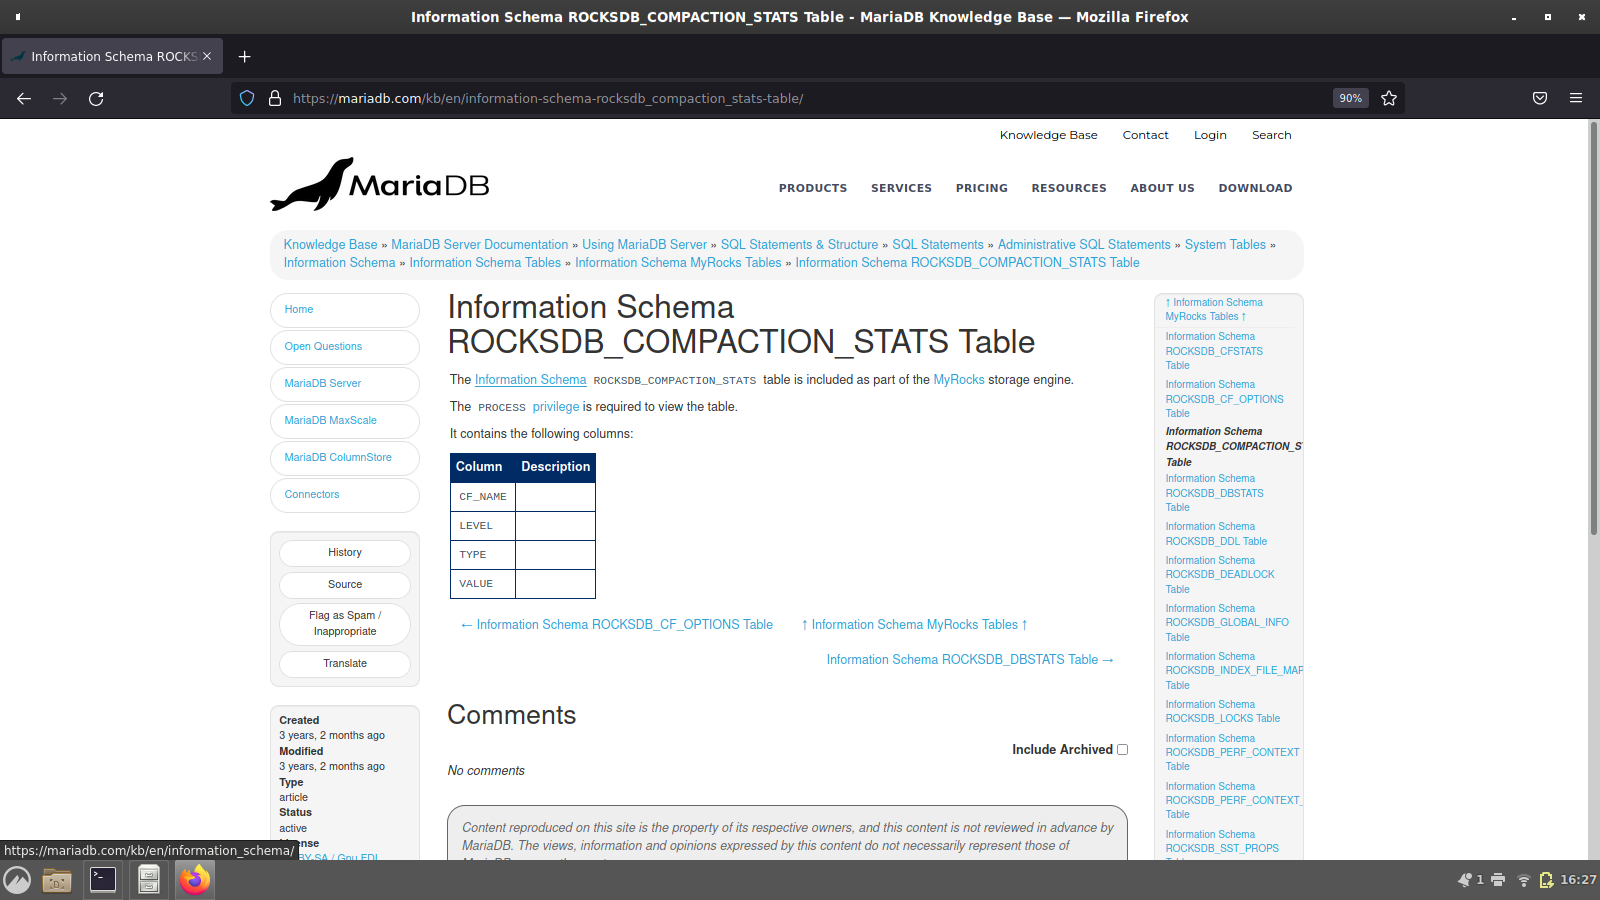 Information Schema ROCKSDB_COMPACTION_STATS Table - MariaDB Knowledge Base — Mozilla Firefox
Information Schema ROCKS
https://mariadb.com/kb/en/information-schema-rocksdb_compaction_stats-table/
90%
Knowledge Base Contact Login Search
MariaDB
PRODUCTS SERVICES PRICING RESOURCES ABOUT US DOWNLOAD
Knowledge Base » MariaDB Server Documentation » Using MariaDB Server » SQL Statements & Structure » SQL Statements » Administrative SQL Statements » System Tables »
Information Schema » Information Schema Tables » Information Schema MyRocks Tables » Information Schema ROCKSDB_COMPACTION_STATS Table
Home
Open Questions
MariaDB Server
MariaDB MaxScale
MariaDB ColumnStore
Connectors
History
Source
Flag as Spam /
Inappropriate
Translate
Created
3 years, 2 months ago
Modified
3 years, 2 months ago
Type
article
Status
active
ense
BY-SA / Gnu FDL
Information Schema
ROCKSDB_COMPACTION_STATS Table
The Information Schema ROCKSDB_COMPACTION_STATS table is included as part of the MyRocks storage engine.
The PROCESS privilege is required to view the table.
It contains the following columns:
Column Description
CF_NAME
LEVEL
TYPE
VALUE
← Information Schema ROCKSDB_CF_OPTIONS Table ↑ Information Schema MyRocks Tables ↑
Information Schema ROCKSDB_DBSTATS Table →
Comments
Include Archived
No comments
Content reproduced on this site is the property of its respective owners, and this content is not reviewed in advance by
MariaDB. The views, information and opinions expressed by this content do not necessarily represent those of
↑ Information Schema
MyRocks Tables ↑
Information Schema
ROCKSDB_CFSTATS
Table
Information Schema
ROCKSDB_CF_OPTIONS
Table
Information Schema
ROCKSDB_COMPACTION_ST
Table
Information Schema
ROCKSDB_DBSTATS
Table
Information Schema
ROCKSDB_DDL Table
Information Schema
ROCKSDB_DEADLOCK
Table
Information Schema
ROCKSDB_GLOBAL_INFO
Table
Information Schema
ROCKSDB_INDEX_FILE_MAP
Table
Information Schema
ROCKSDB_LOCKS Table
Information Schema
ROCKSDB_PERF_CONTEXT
Table
Information Schema
ROCKSDB_PERF_CONTEXT_
Table
Information Schema
ROCKSDB_SST_PROPS
https://mariadb.com/kb/en/information_schema/
1
16:27